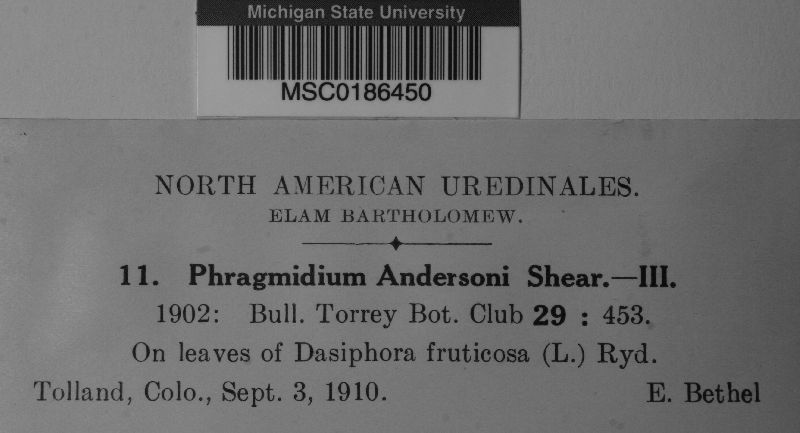 Michigan State University
MSC0186450
NORTH AMERICAN UREDINALES.
ELAM BARTHOLOMEW.
11. Phragmidium Andersoni Shear.—III.
1902: Bull. Torrey Bot. Club 29 : 453.
On leaves of Dasiphora fruticosa (L.) Ryd.
Tolland, Colo., Sept. 3, 1910. E. Bethel